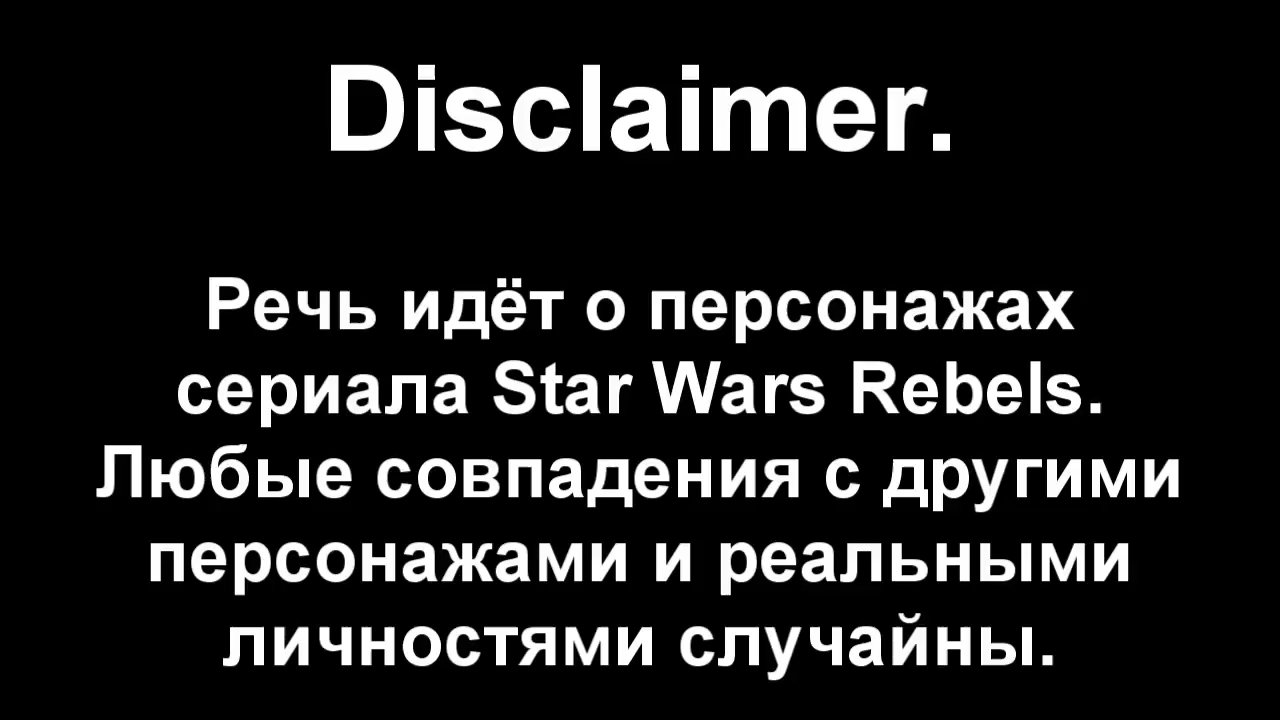 Disclaimer.
Речь идёт о персонажах
сериала Star Wars Rebels.
Любые совпадения с другими
персонажами и реальными
личностями случайны.